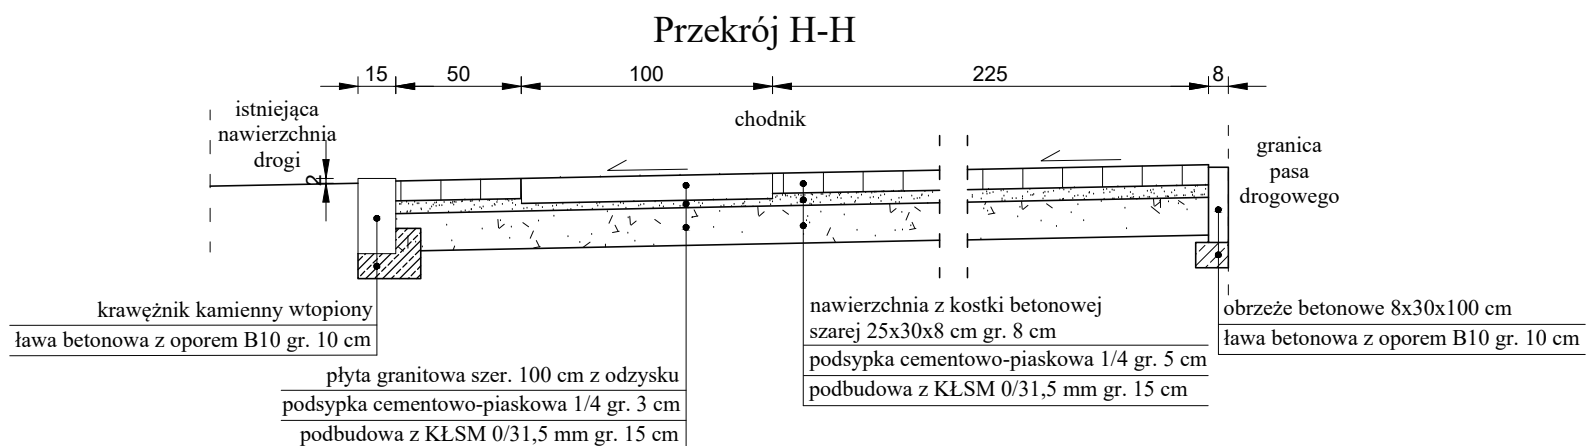 Przekrój H-H
15
50
100
225
8
istniejąca
nawierzchnia
drogi
2
chodnik
granica
pasa
drogowego
krawężnik kamienny wtopiony
ława betonowa z oporem B10 gr. 10 cm
płyta granitowa szer. 100 cm z odzysku
podsypka cementowo-piaskowa 1/4 gr. 3 cm
podbudowa z KŁSM 0/31,5 mm gr. 15 cm
nawierzchnia z kostki betonowej
szarej 25x30x8 cm gr. 8 cm
podsypka cementowo-piaskowa 1/4 gr. 5 cm
podbudowa z KŁSM 0/31,5 mm gr. 15 cm
obrzeże betonowe 8x30x100 cm
ława betonowa z oporem B10 gr. 10 cm